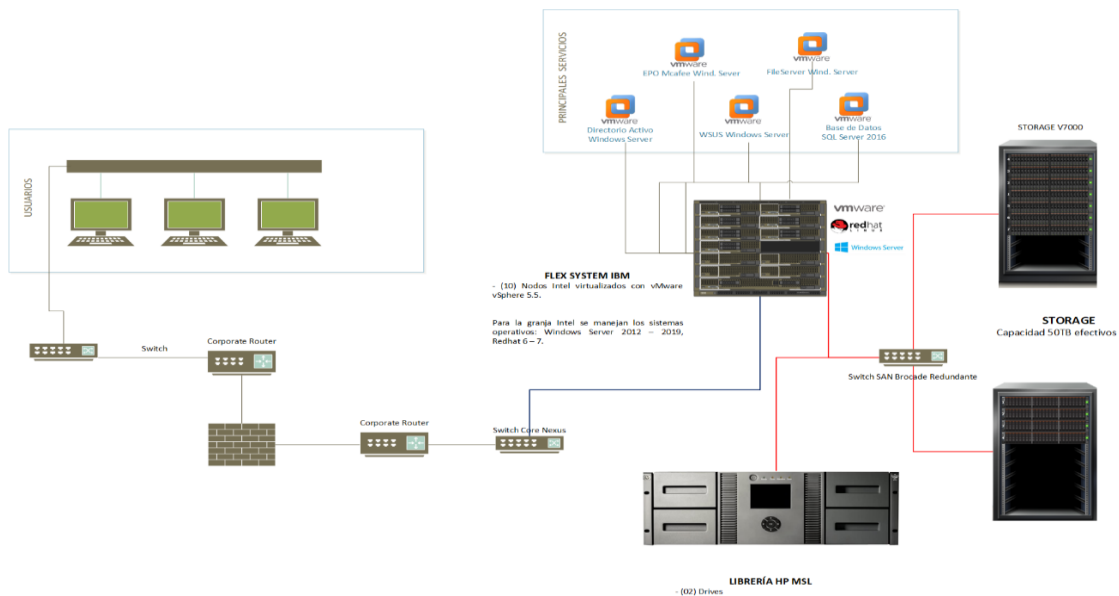 PRINCIPALES SERVICIOS
vmware
EPO Mcafee Wind. Sever
vmware
FileServer Wind. Server
vmware
Directorio Activo
Windows Server
vmware
WSUS Windows Server
vmware
Base de Datos
SQL Server 2016
USUARIOS
STORAGE V7000
vmware
redhat
LINUX
Windows Server
FLEX SYSTEM IBM
- (10) Nodos Intel virtualizados con vMware
vSphere 5.5.
Para la granja Intel se manejan los sistemas
operativos: Windows Server 2012 – 2019,
Redhat 6 – 7.
STORAGE
Capacidad 50TB efectivos
Switch
Corporate Router
Switch SAN Brocade Redundante
Corporate Router
Switch Core Nexus
LIBRERÍA HP MSL
- (02) Drives